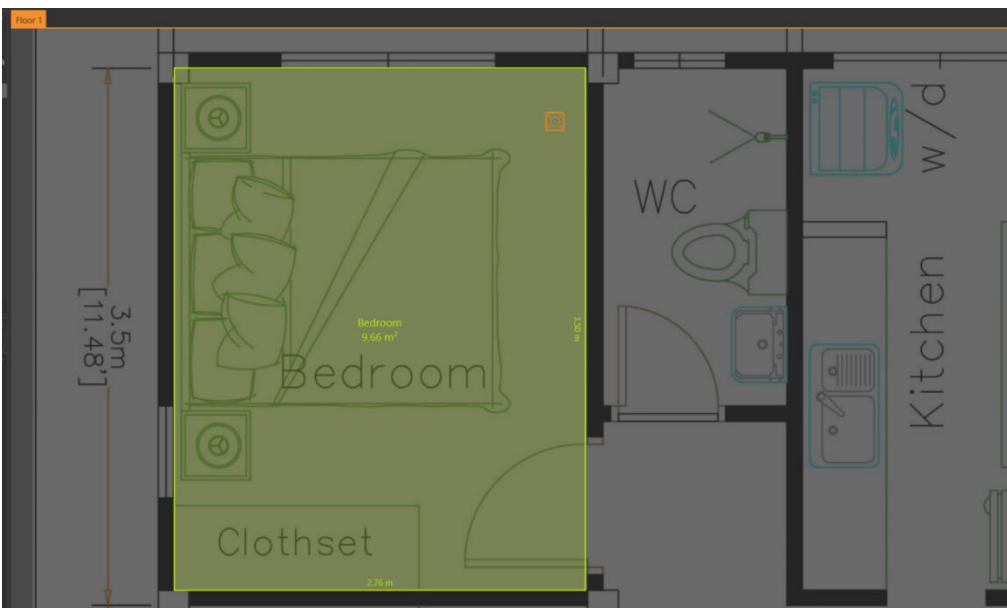 Floor 1
w/d
WC
3.5m
[11.48']
Bedroom
9.66 m²
3.50 m
Bedroom
Kitchen
Clothset
2.76 m